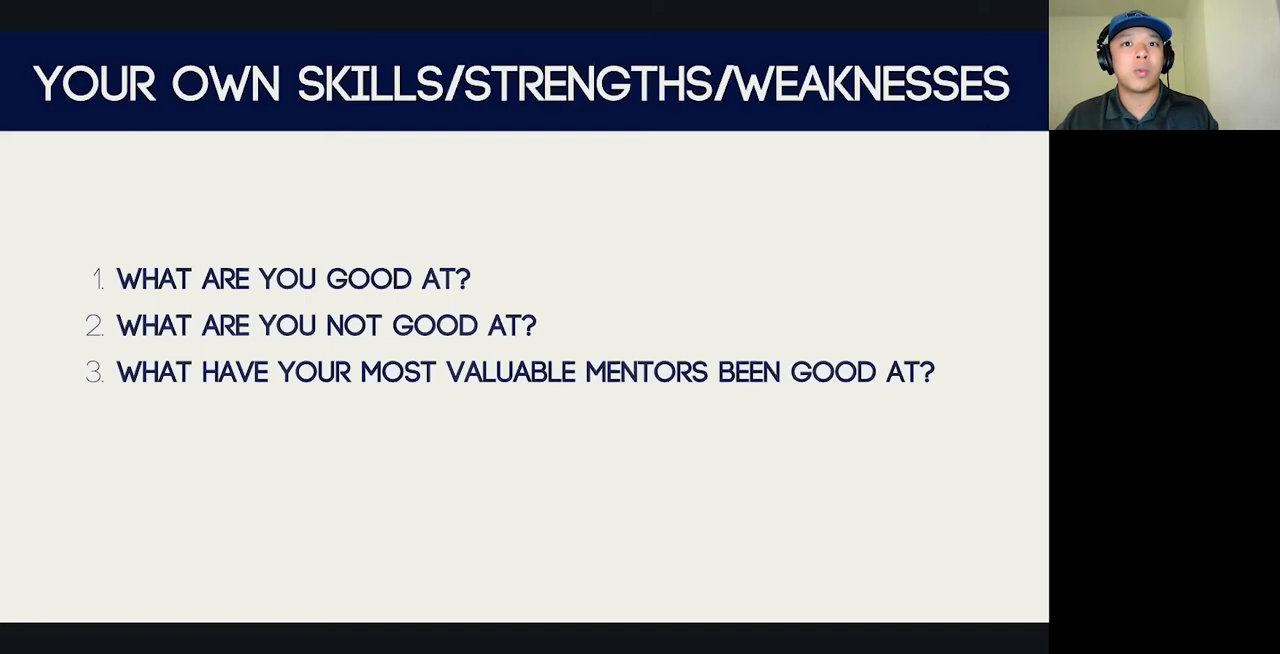 YOUR OWN SKILLS/STRENGTHS/WEAKNESSES
1. WHAT ARE YOU GOOD AT?
2. WHAT ARE YOU NOT GOOD AT?
3. WHAT HAVE YOUR MOST VALUABLE MENTORS BEEN GOOD AT?